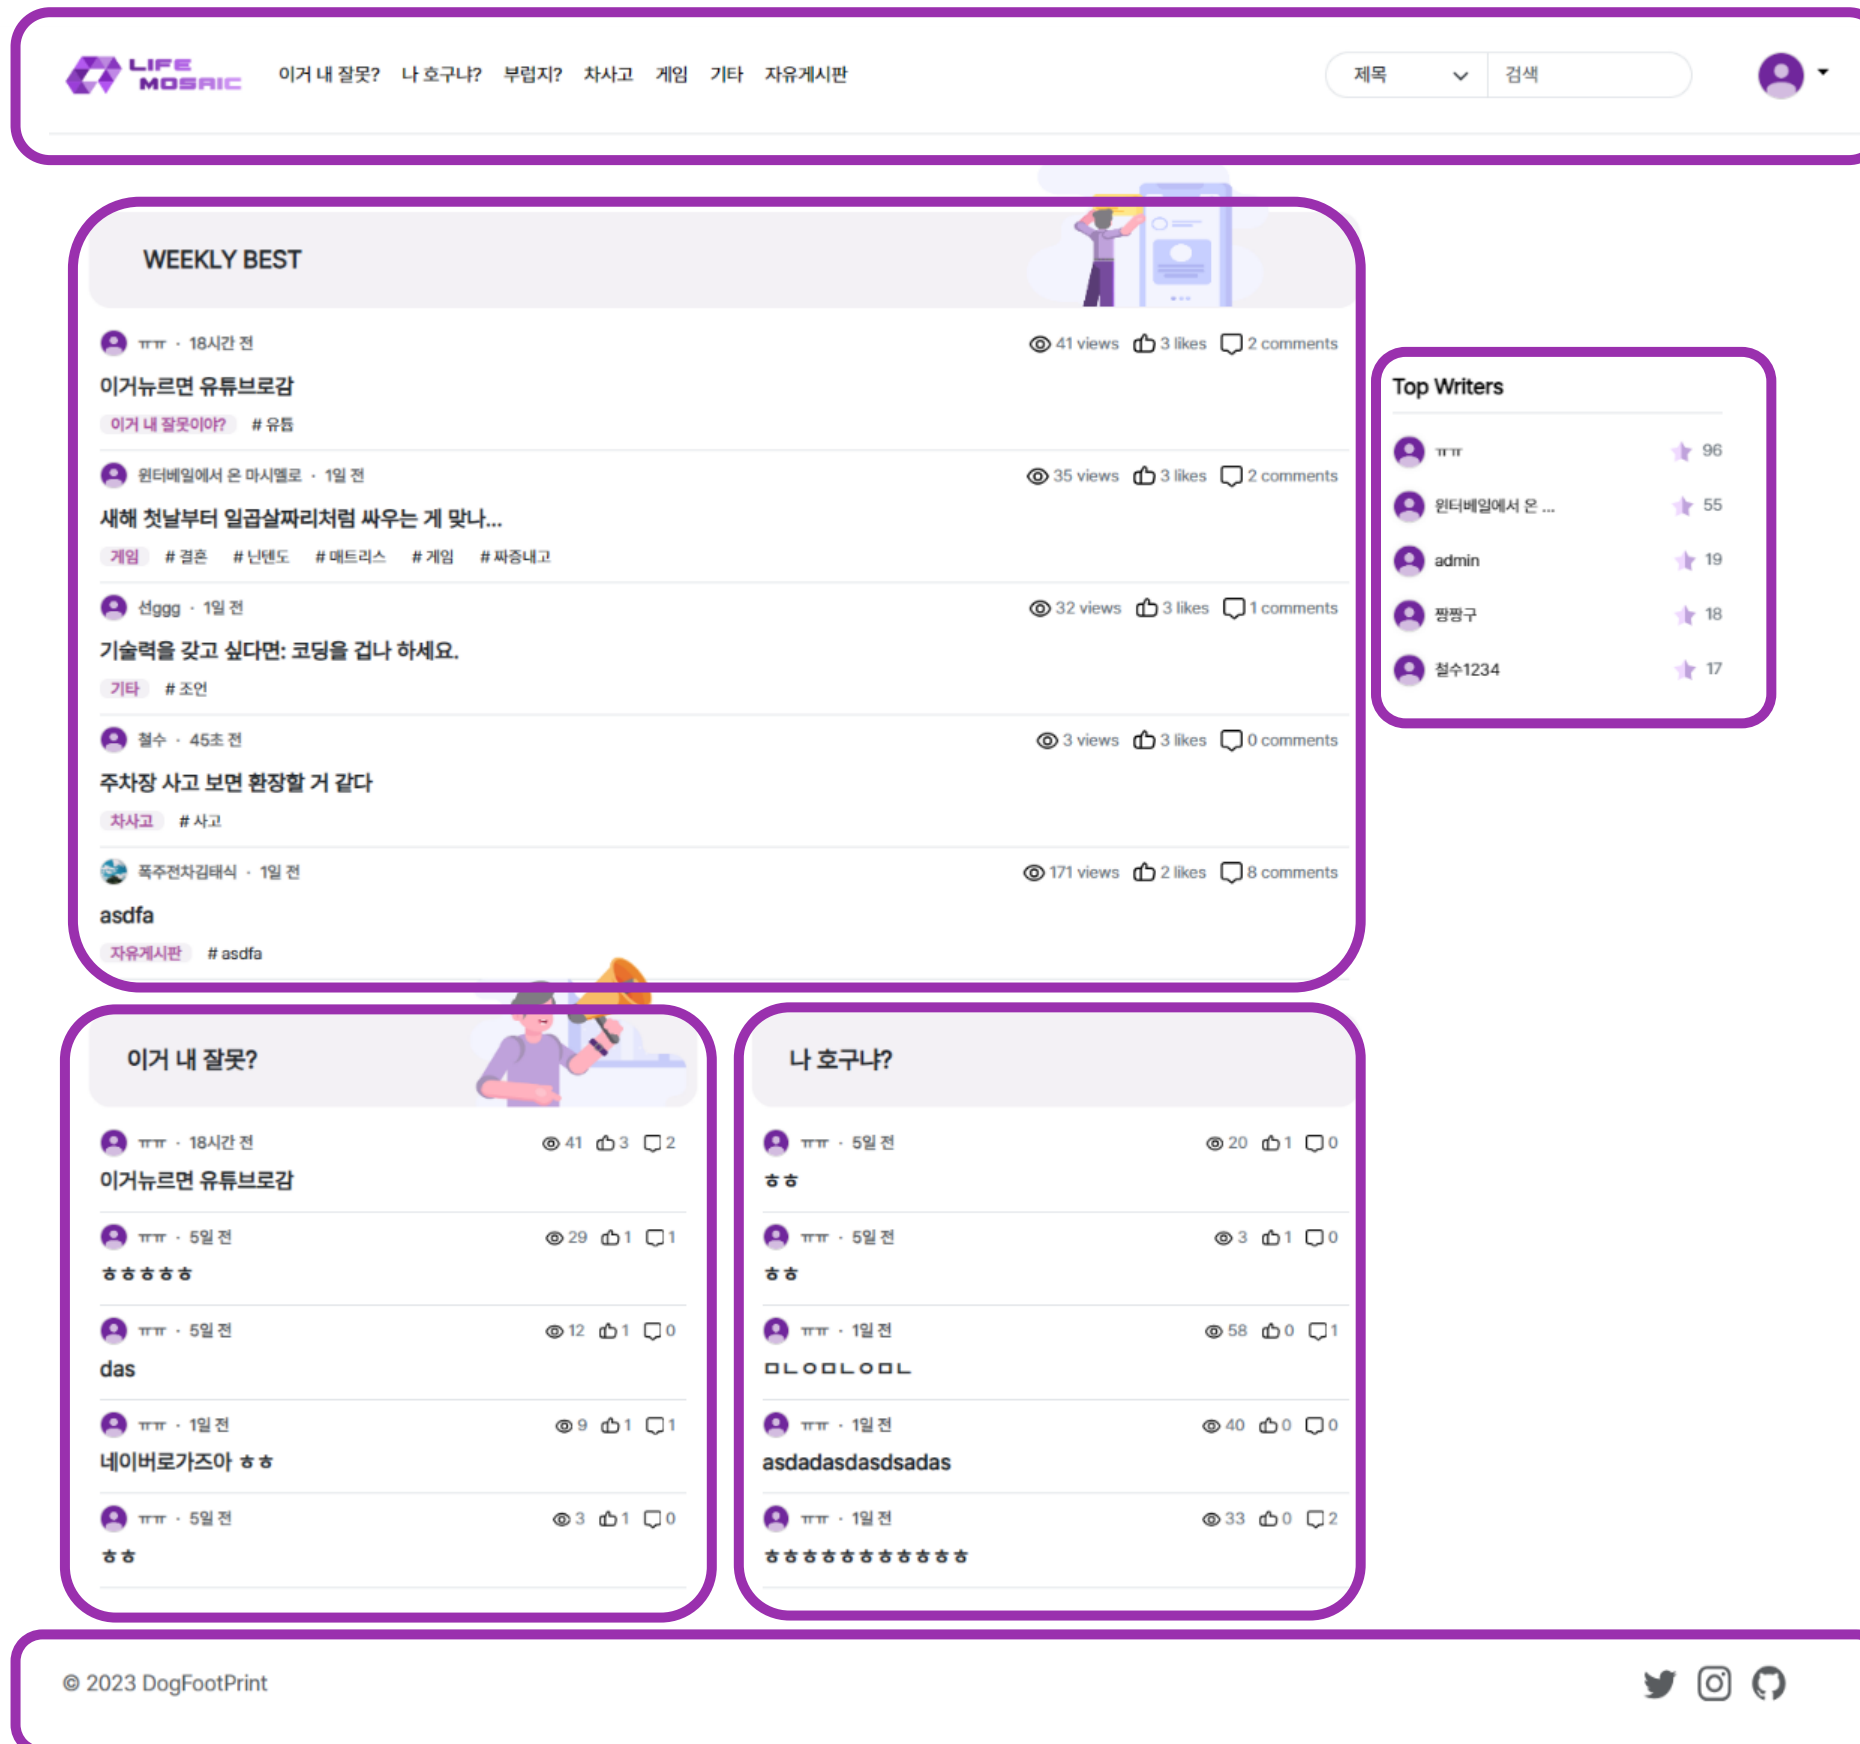 LIFE MOSAIC
이거 내 잘못? 나 호구냐? 부럽지? 차사고 게임 기타 자유게시판 제목 검색
WEEKLY BEST
ㅠㅠ · 18시간 전 41 views 3 likes 2 comments
이거뉴르면 유튜브로감
이거 내 잘못이야? # 유튭
윈터베일에서 온 마시멜로 · 1일 전 35 views 3 likes 2 comments
새해 첫날부터 일곱살짜리처럼 싸우는 게 맞나...
게임 # 결혼 # 닌텐도 # 매트리스 # 게임 # 짜증내고
선ggg · 1일 전 32 views 3 likes 1 comments
기술력을 갖고 싶다면: 코딩을 겁나 하세요.
기타 # 조언
철수 · 45초 전 3 views 3 likes 0 comments
주차장 사고 보면 환장할 거 같다
차사고 # 사고
폭주전차김태식 · 1일 전 171 views 2 likes 8 comments
asdfa
자유게시판 # asdfa
Top Writers
ㅠㅠ 96
윈터베일에서 온 ... 55
admin 19
짱짱구 18
철수1234 17
이거 내 잘못?
ㅠㅠ · 18시간 전 41 3 2
이거뉴르면 유튜브로감
ㅠㅠ · 5일 전 29 1 1
ㅎㅎㅎㅎㅎ
ㅠㅠ · 5일 전 12 1 0
das
ㅠㅠ · 1일 전 9 1 1
네이버로가즈아 ㅎㅎ
ㅠㅠ · 5일 전 3 1 0
ㅎㅎ
나 호구냐?
ㅠㅠ · 5일 전 20 1 0
ㅎㅎ
ㅠㅠ · 5일 전 3 1 0
ㅎㅎ
ㅠㅠ · 1일 전 58 0 1
ㅁㄴㅇㅁㄴㅇㅁㄴ
ㅠㅠ · 1일 전 40 0 0
asdadasdasdsadas
ㅠㅠ · 1일 전 33 0 2
ㅎㅎㅎㅎㅎㅎㅎㅎㅎㅎㅎ
© 2023 DogFootPrint